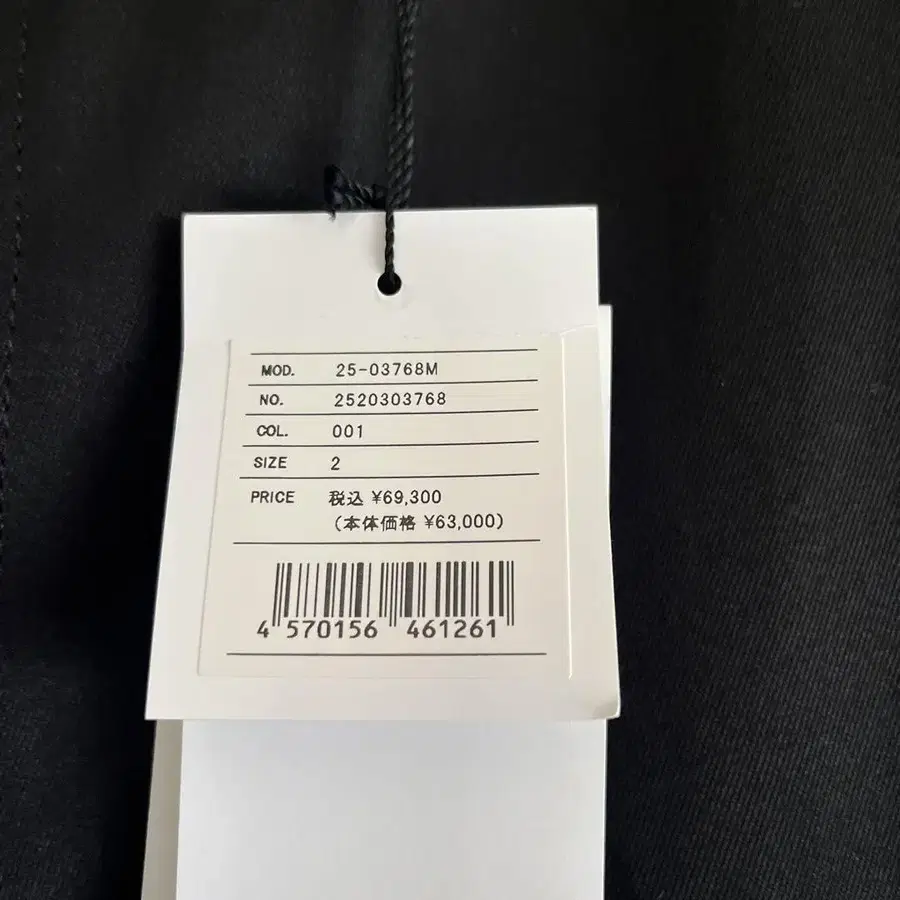 MOD. 25-03768M
NO. 2520303768
COL. 001
SIZE 2
PRICE 税込 ¥69,300
(本体価格 ¥63,000)
4 570156 461261